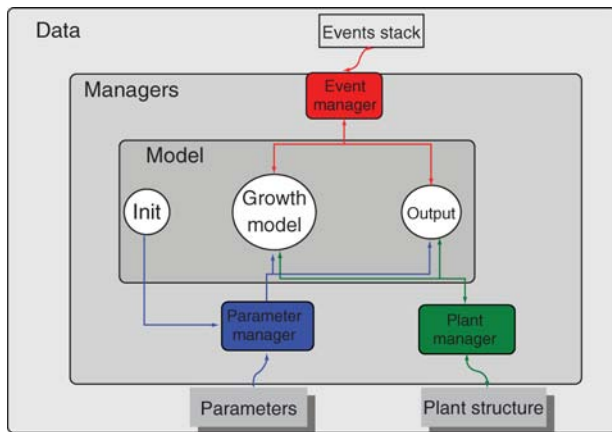 Data
Events stack
Managers
Event
manager
Model
Init
Growth
model
Output
Parameter
manager
Plant
manager
Parameters
Plant structure